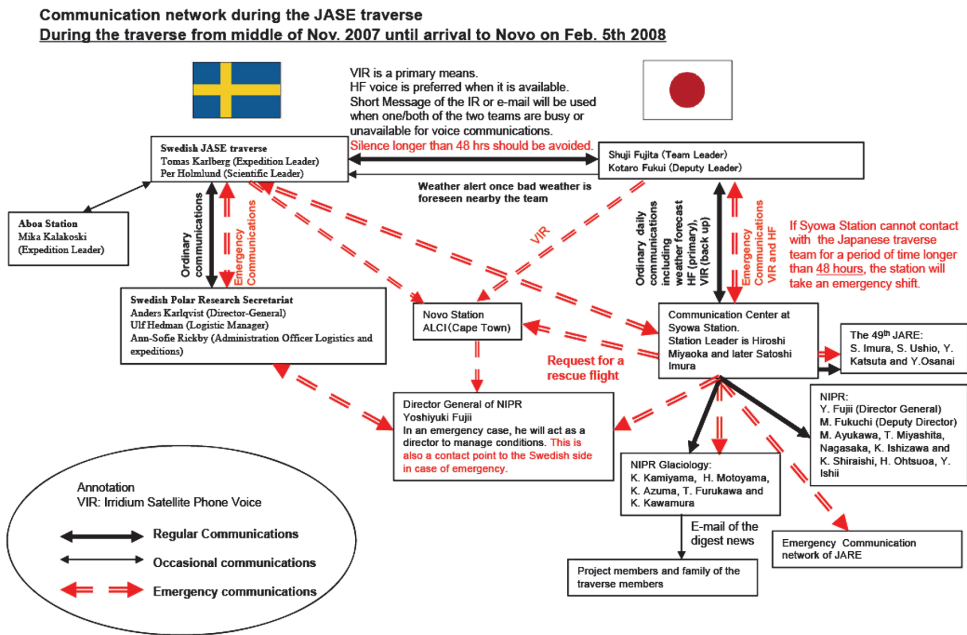 Communication network during the JASE traverse
During the traverse from middle of Nov. 2007 until arrival to Novo on Feb. 5th 2008
VIR is a primary means.
HF voice is preferred when it is available.
Short Message of the IR or e-mail will be used
when one/both of the two teams are busy or
unavailable for voice communications.
Silence longer than 48 hrs should be avoided.
Swedish JASE traverse
Tomas Karlberg (Expedition Leader)
Per Holmlund (Scientific Leader)
Shuji Fujita (Team Leader)
Kotaro Fukui (Deputy Leader)
Weather alert once bad weather is
foreseen nearby the team
Aboa Station
Mika Kalakoski
(Expedition Leader)
Ordinary
communications
Emergency
Communications
VIR
Ordinary daily
communications
including
weather forecast
HF (primary),
VIR (back up)
Emergency
Communications
VIR and HF
If Syowa Station cannot contact
with the Japanese traverse
team for a period of time longer
than 48 hours, the station will
take an emergency shift.
Swedish Polar Research Secretariat
Anders Karlqvist (Director-General)
Ulf Hedman (Logistic Manager)
Ann-Sofie Rickby (Administration Officer Logistics and
expeditions)
Novo Station
ALCI (Cape Town)
Communication Center at
Syowa Station.
Station Leader is Hiroshi
Miyaoka and later Satoshi
Imura
The 49th JARE:
S. Imura, S. Ushio, Y.
Katsuta and Y.Osanai
Request for a
rescue flight
Director General of NIPR
Yoshiyuki Fujii
In an emergency case, he will act as a
director to manage conditions. This is
also a contact point to the Swedish side
in case of emergency.
NIPR:
Y. Fujii (Director General)
M. Fukuchi (Deputy Director)
M. Ayukawa, T. Miyashita,
Nagasaka, K. Ishizawa and
K. Shiraishi, H. Ohtsuoa, Y.
Ishii
NIPR Glaciology:
K. Kamiyama, H. Motoyama,
K. Azuma, T. Furukawa and
K. Kawamura
E-mail of the
digest news
Project members and family of the
traverse members
Emergency Communication
network of JARE
Annotation
VIR: Irridium Satellite Phone Voice
Regular Communications
Occasional communications
Emergency communications